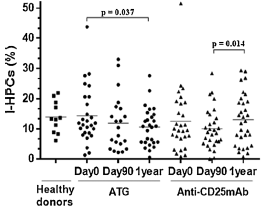 p = 0.037
p = 0.014
I-HPCs (%)
50
40
30
20
10
0
Healthy donors
Day0 Day90 1year
ATG
Day0 Day90 1year
Anti-CD25mAb